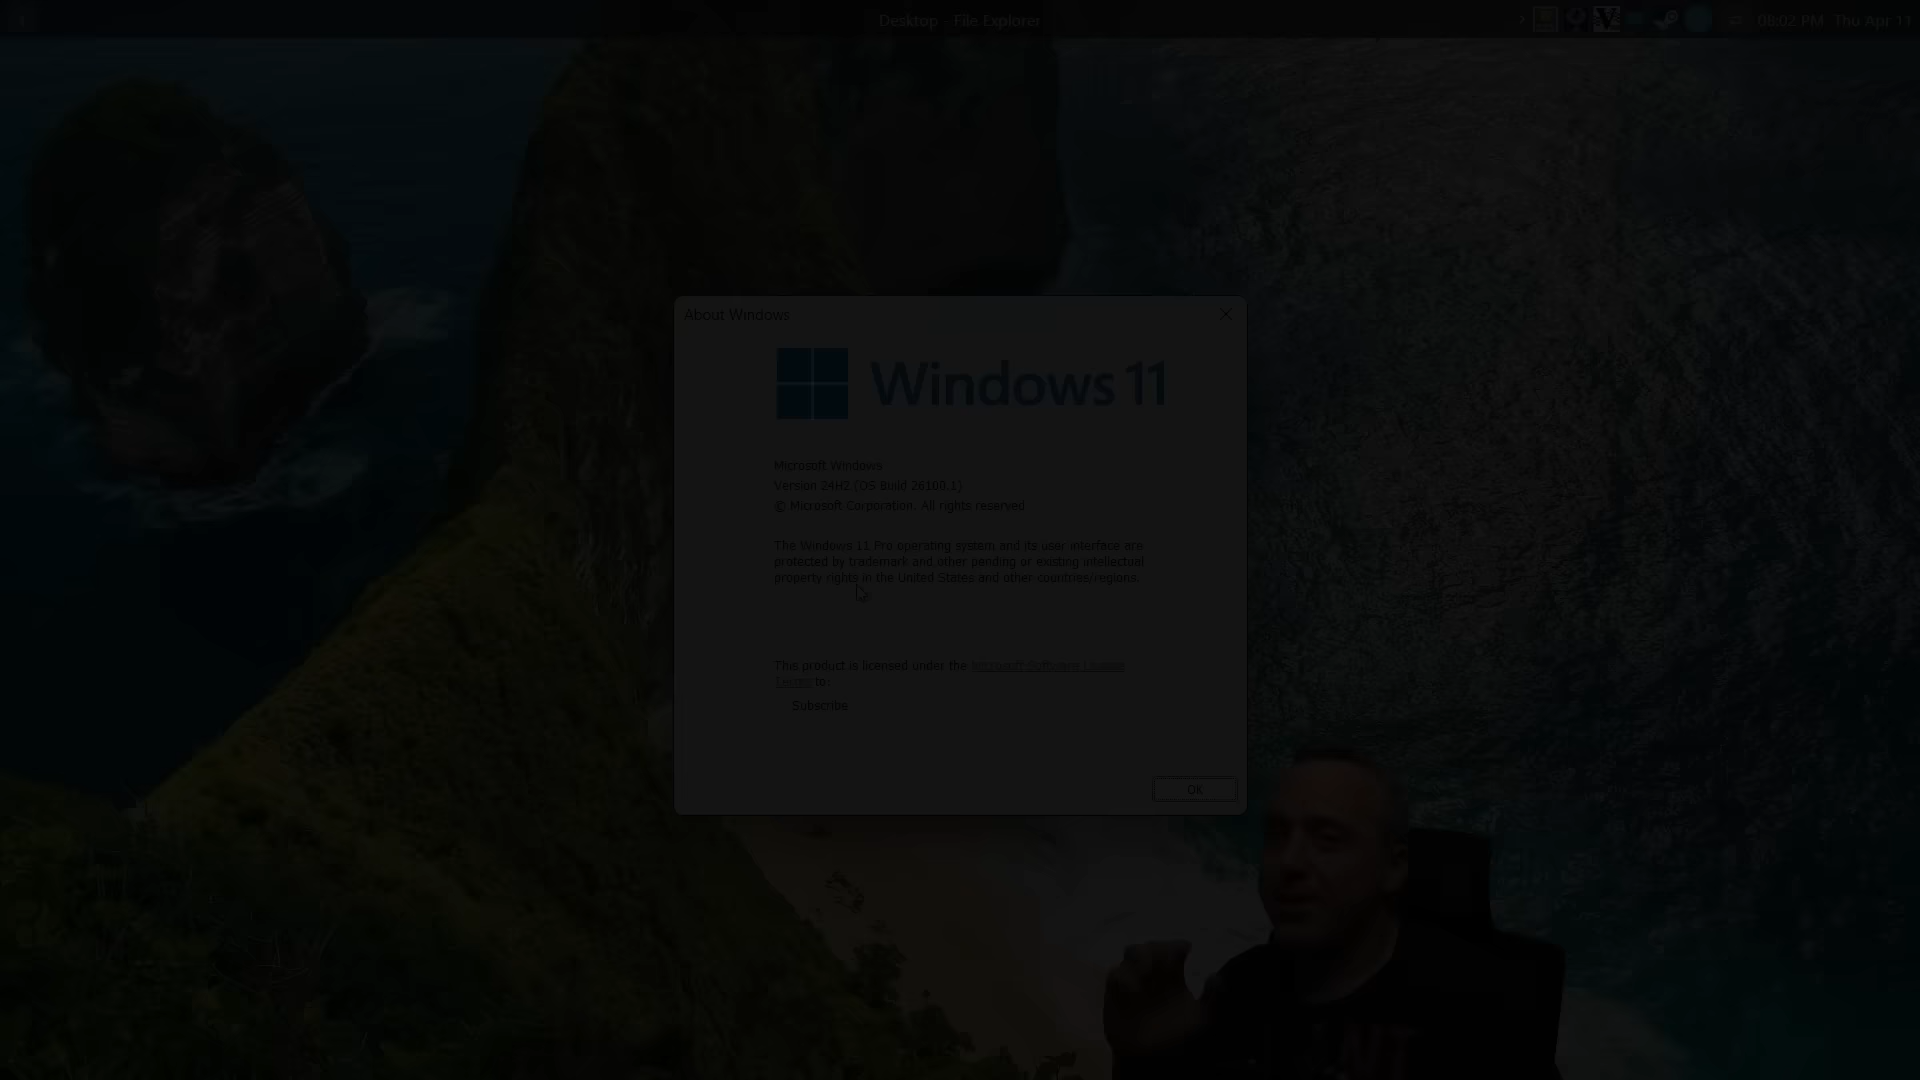 Desktop - File Explorer
06:02 PM Thu Apr 11
About Windows
Windows 11
Microsoft Windows
Version 24H2 (OS Build 26100.1)
© Microsoft Corporation. All rights reserved.
The Windows 11 Pro operating system and its user interface are
protected by trademark and other pending or existing intellectual
property rights in the United States and other countries/regions.
This product is licensed under the Microsoft Software License
Terms to:
Subscribe
OK